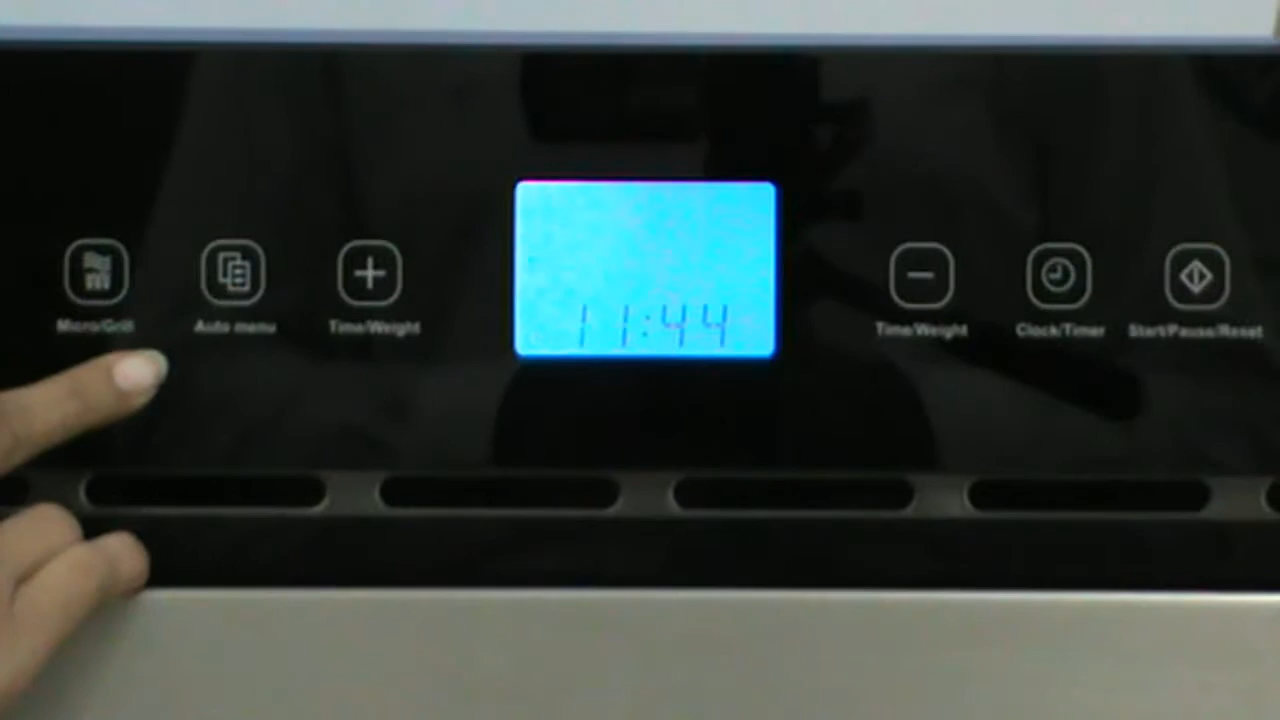 11:44
Micro/Grill
Auto menu
Time/Weight
Time/Weight
Clock/Timer
Start/Pause/Reset